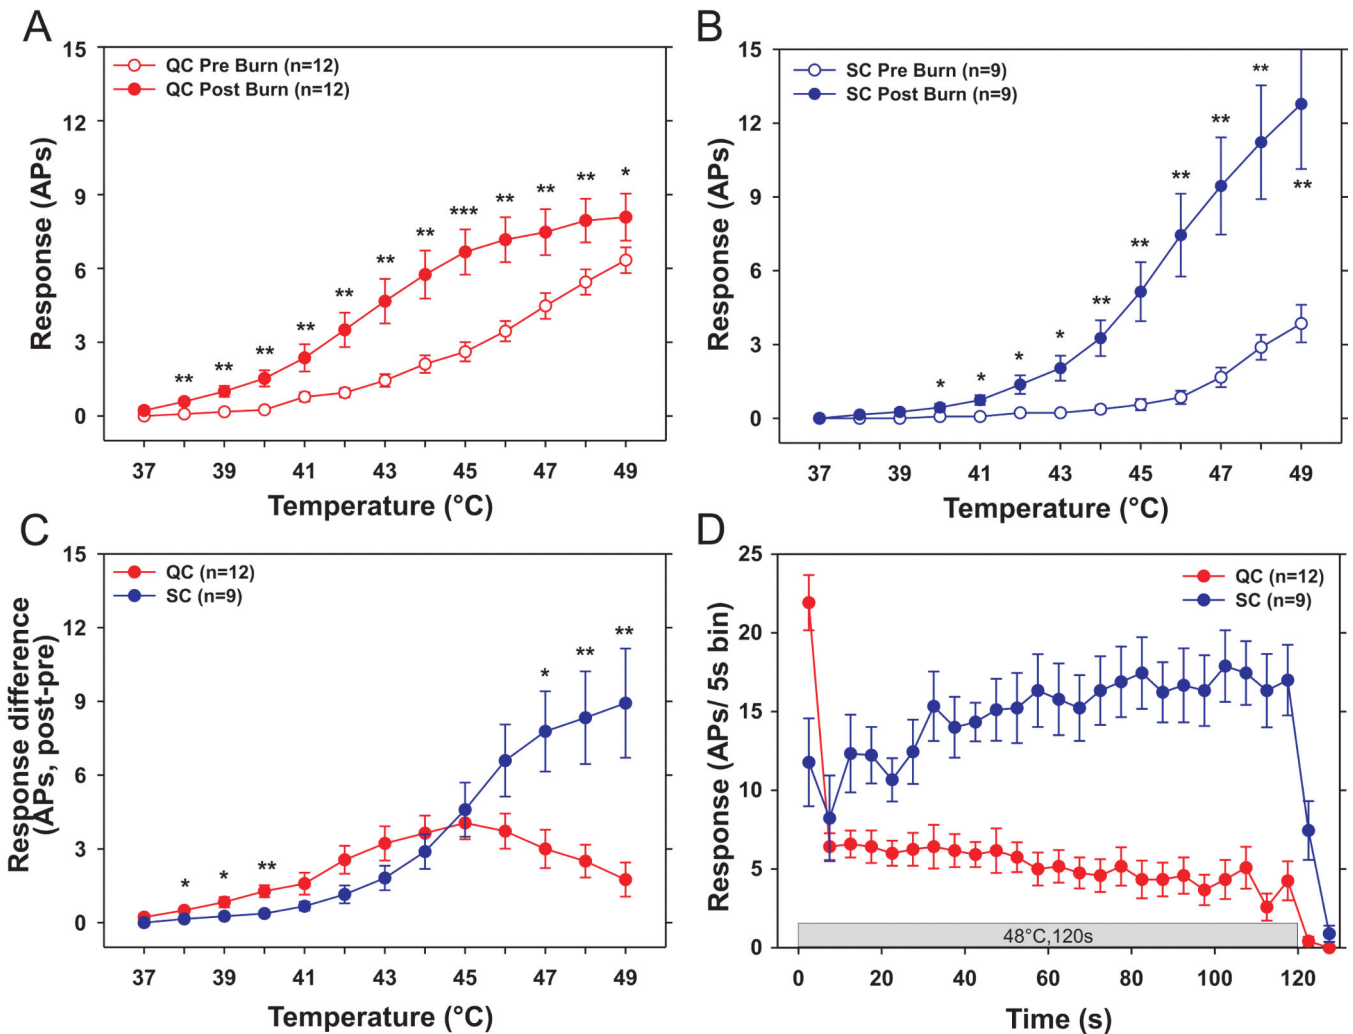 A
QC Pre Burn (n=12)
QC Post Burn (n=12)
Response (APs)
15
12
9
6
3
0
** ** ** ** ** ** ** *** ** ** ** *
37 39 41 43 45 47 49
Temperature (°C)
B
SC Pre Burn (n=9)
SC Post Burn (n=9)
Response (APs)
15
12
9
6
3
0
* * * * ** ** ** ** ** **
37 39 41 43 45 47 49
Temperature (°C)
C
QC (n=12)
SC (n=9)
Response difference
(APs, post-pre)
15
12
9
6
3
0
* * ** * ** **
37 39 41 43 45 47 49
Temperature (°C)
D
QC (n=12)
SC (n=9)
Response (APs/ 5s bin)
25
20
15
10
5
0
48°C,120s
0 20 40 60 80 100 120
Time (s)